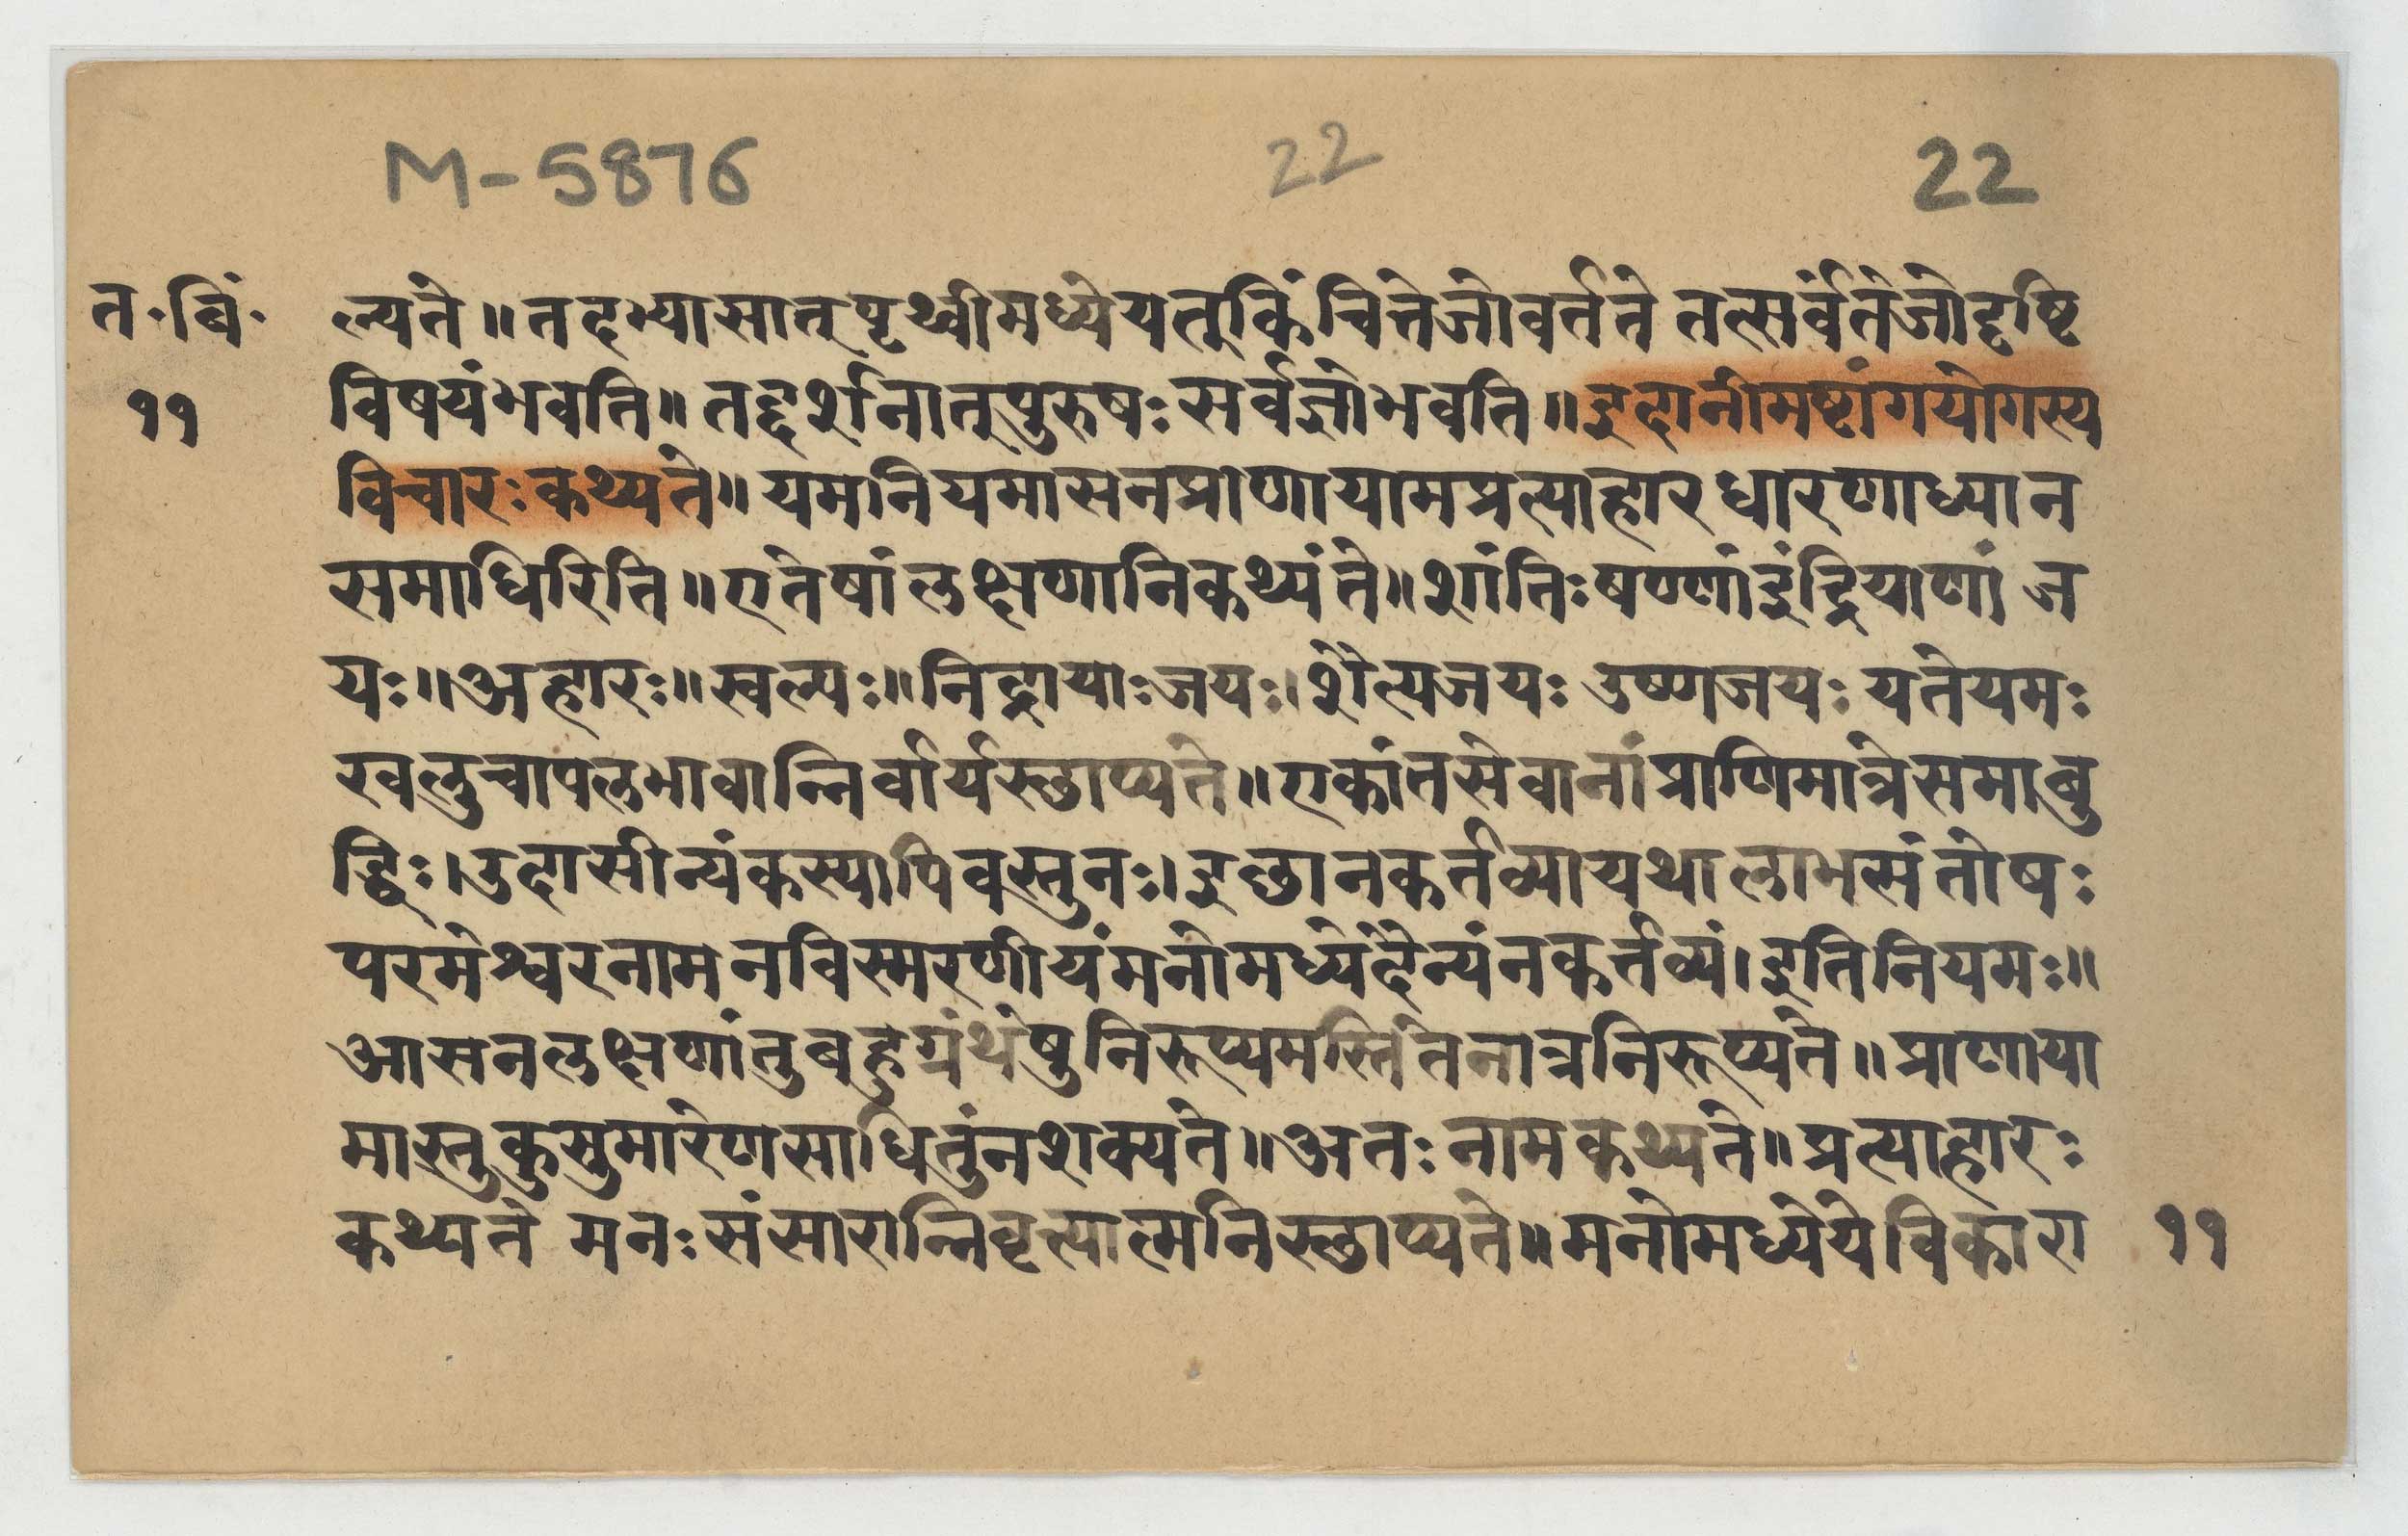 M-5876 22 22
त॰बिं॰ ल्यते॥तदभ्यासात्पृथ्वीमध्येयत्किंचित्तेजोवर्तते तत्सर्वंतेजोदृष्टि
११ विषयंभवति॥तद्दर्शनात्पुरुषःसर्वज्ञोभवति॥इदानीमष्टांगयोगस्य
विचारःकथ्यते॥यमनियमासनप्राणायामप्रत्याहारधारणाध्यान
समाधिरिति॥एतेषांलक्षणानिकथ्यंते॥शांतिःषण्णांइंद्रियाणां ज
यः॥अहारः॥स्वल्पः॥निद्रायाःजयः।शैत्यजयः उष्णजयः यतेयमः
खलुचापलभावान्निर्वार्यस्छाप्यते॥एकांतसेवानांप्राणिमात्रेसमाबु
द्धिः।उदासीन्यंकस्यापिवस्तुनः।इछानकर्तव्यायथालाभसंतोषः
परमेश्वरनामनविस्मरणीयंमनोमध्येदैन्यंनकर्तव्यं।इतिनियमः॥
आसनलक्षणांतुबहुग्रंथेषुनिरूप्यमस्तितेनात्रनिरूप्यते॥प्राणाया
मास्तुकुसुमारेणसाधितुंनशक्यते॥अतःनामकथ्यते॥प्रत्याहारः
कथ्यते मनःसंसारान्निवृत्यात्मनिस्छाप्यते॥मनोमध्येयेविकारा ११